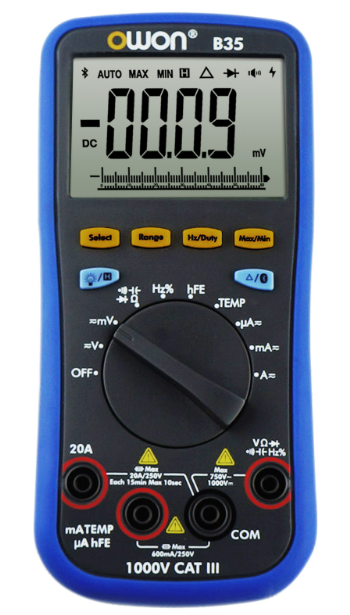 OWON® B35
AUTO MAX MIN H
-00.0.9
DC
mV
Select Range Hz/Duty Max/Min
/H Δ/
Hz% hFE
Ω TEMP
≂mV μA≂
≂V mA≂
OFF A≂
20A
VΩ
Hz%
Max
20A/250V
Each 15min Max 10sec
Max
750V~
1000V⎓
mATEMP
μA hFE
COM
Max
600mA/250V
1000V CAT III